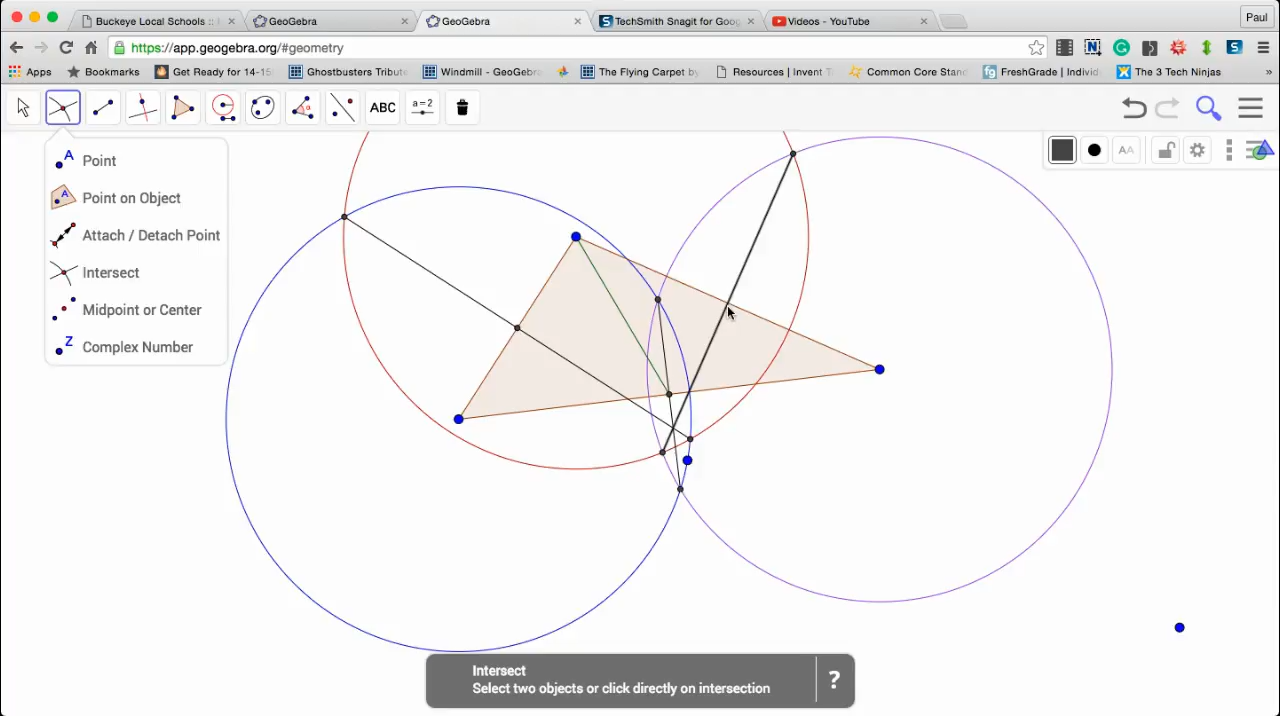 Buckeye Local Schools ::
GeoGebra
GeoGebra
TechSmith Snagit for Goog
Videos - YouTube
Paul
https://app.geogebra.org/#geometry
Apps
Bookmarks
Get Ready for 14-15
Ghostbusters Tribute
Windmill - GeoGebra
The Flying Carpet by
Resources | Invent T
Common Core Stand
FreshGrade | Individ
The 3 Tech Ninjas
»
ABC
a=2
AA
A
Point
A
Point on Object
Attach / Detach Point
Intersect
Midpoint or Center
Z
Complex Number
Intersect
Select two objects or click directly on intersection
?